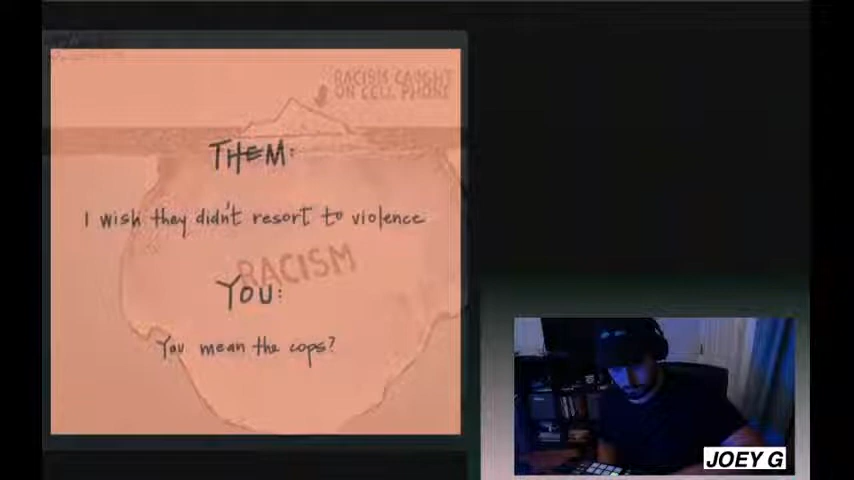 RACISM CAUGHT
ON CELL PHONE
THEM:
I wish they didn't resort to violence
RACISM
YOU:
You mean the cops?
JOEY G